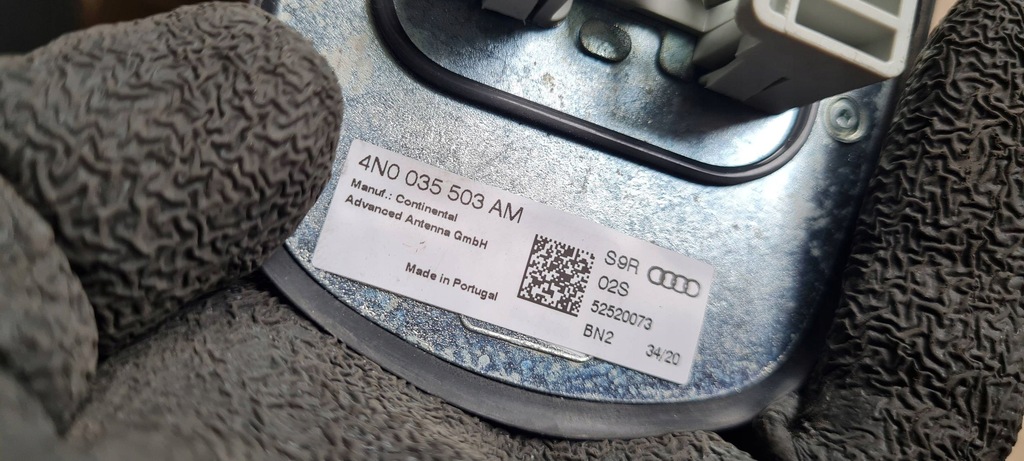 4N0 035 503 AM
Manuf.: Continental
Advanced Antenna GmbH
Made in Portugal
S9R
02S
52520073
BN2
34/20